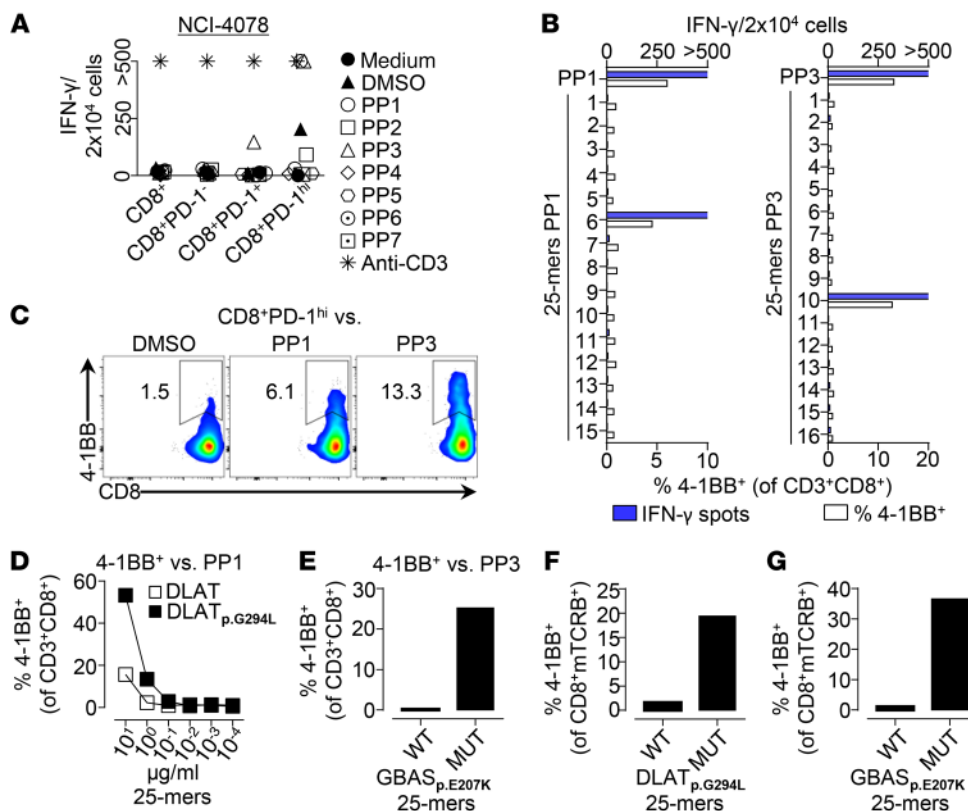 A
NCI-4078
IFN-γ/
2x10⁴ cells
>500
250
0
CD8⁺
CD8⁺PD-1⁻
CD8⁺PD-1⁺
CD8⁺PD-1ʰⁱ
Medium
DMSO
PP1
PP2
PP3
PP4
PP5
PP6
PP7
Anti-CD3
B
IFN-γ/2x10⁴ cells
0 250 >500 0 250 >500
PP1
25-mers PP1
1
2
3
4
5
6
7
8
9
10
11
12
13
14
15
0 5 10
PP3
25-mers PP3
1
2
3
4
5
6
7
8
9
10
11
12
13
14
15
16
0 10 20
% 4-1BB⁺ (of CD3⁺CD8⁺)
IFN-γ spots % 4-1BB⁺
C
CD8⁺PD-1ʰⁱ vs.
DMSO PP1 PP3
1.5 6.1 13.3
4-1BB
CD8
D
4-1BB⁺ vs. PP1
% 4-1BB⁺
(of CD3⁺CD8⁺)
60
40
20
0
DLAT
DLATp.G294L
10¹ 10⁰ 10⁻¹ 10⁻² 10⁻³ 10⁻⁴
µg/ml
25-mers
E
4-1BB⁺ vs. PP3
% 4-1BB⁺
(of CD3⁺CD8⁺)
30
20
10
0
WT MUT
GBASp.E207K
25-mers
F
% 4-1BB⁺
(of CD8⁺mTCRB⁺)
25
20
15
10
5
0
WT MUT
DLATp.G294L
25-mers
G
% 4-1BB⁺
(of CD8⁺mTCRB⁺)
40
30
20
10
0
WT MUT
GBASp.E207K
25-mers